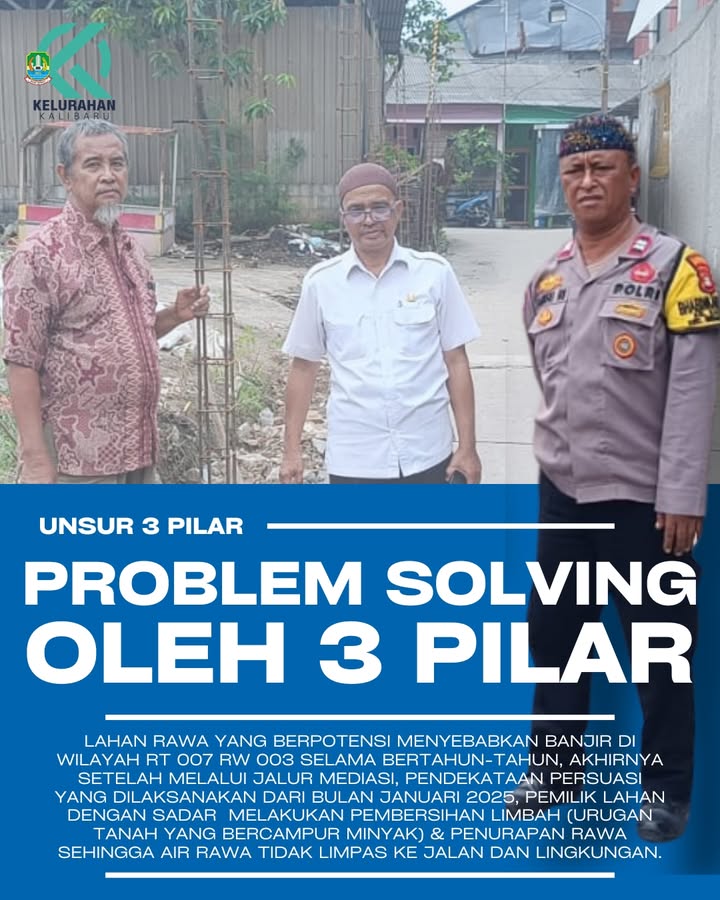 KELURAHAN
KALIBARU
POLRI
UNSUR 3 PILAR
PROBLEM SOLVING
OLEH 3 PILAR
LAHAN RAWA YANG BERPOTENSI MENYEBABKAN BANJIR DI
WILAYAH RT 007 RW 003 SELAMA BERTAHUN-TAHUN, AKHIRNYA
SETELAH MELALUI JALUR MEDIASI, PENDEKATAAN PERSUASI
YANG DILAKSANAKAN DARI BULAN JANUARI 2025, PEMILIK LAHAN
DENGAN SADAR  MELAKUKAN PEMBERSIHAN LIMBAH (URUGAN
TANAH YANG BERCAMPUR MINYAK) & PENURAPAN RAWA
SEHINGGA AIR RAWA TIDAK LIMPAS KE JALAN DAN LINGKUNGAN.